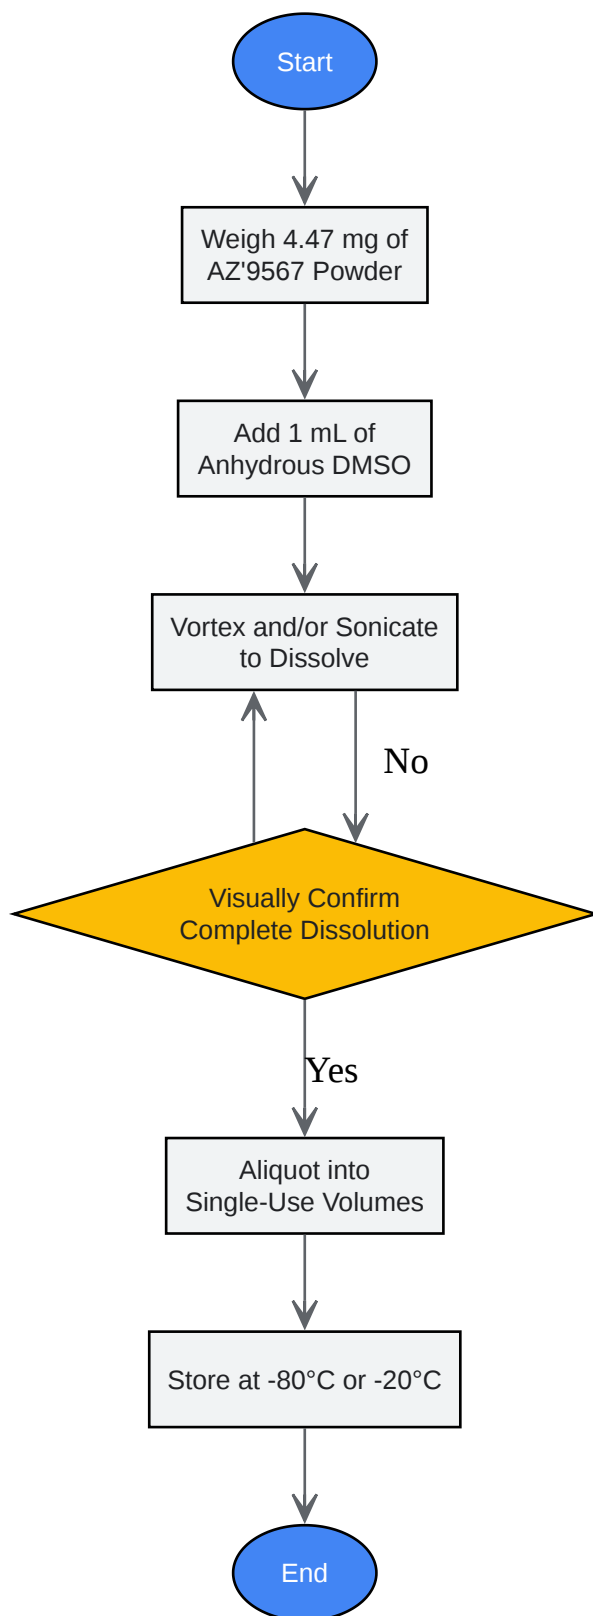 Start
Weigh 4.47 mg of
AZ'9567 Powder
Add 1 mL of
Anhydrous DMSO
Vortex and/or Sonicate
to Dissolve
No
Visually Confirm
Complete Dissolution
Yes
Aliquot into
Single-Use Volumes
Store at -80°C or -20°C
End